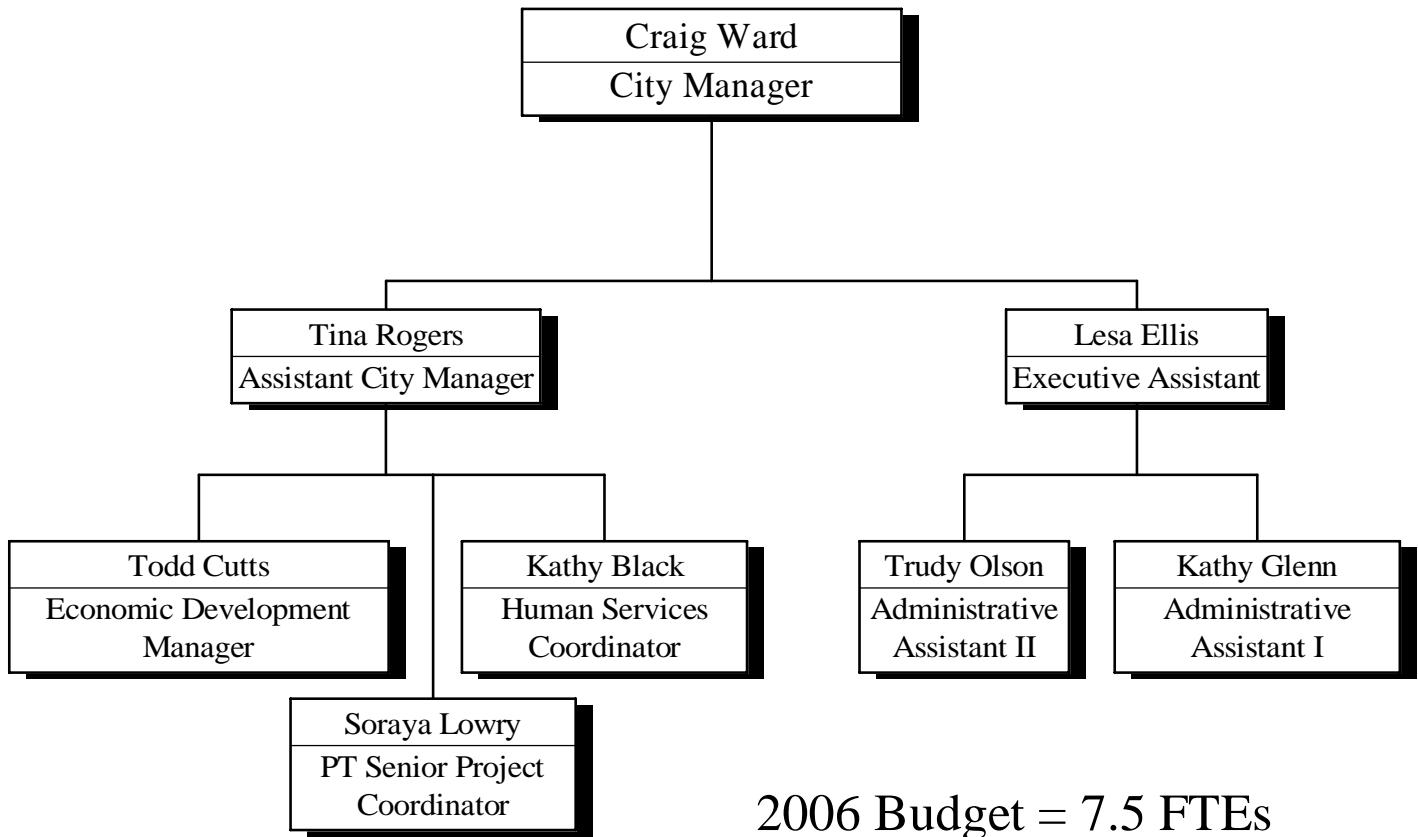 Craig Ward
City Manager
Tina Rogers
Assistant City Manager
Lesa Ellis
Executive Assistant
Todd Cutts
Economic Development
Manager
Kathy Black
Human Services
Coordinator
Trudy Olson
Administrative
Assistant II
Kathy Glenn
Administrative
Assistant I
Soraya Lowry
PT Senior Project
Coordinator
2006 Budget = 7.5 FTEs